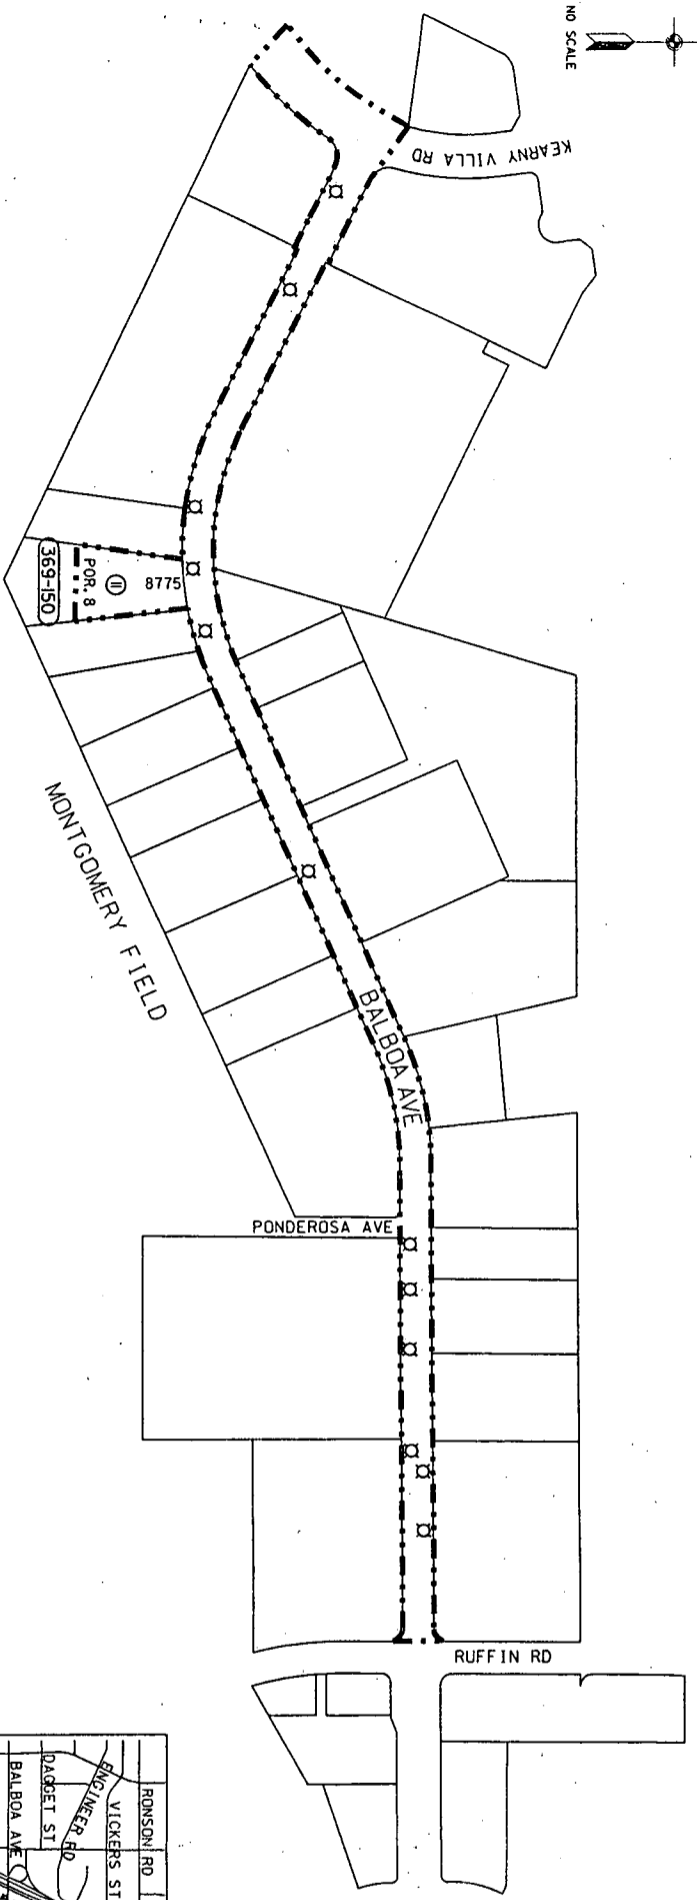 NO SCALE
KEARNY VILLA RD
8775
11
POR. 8
369-150
MONTGOMERY FIELD
BALBOA AVE
PONDEROSA AVE
RUFFIN RD
RONSON RD
VICKERS ST
ENGINEER RD
DAGGET ST
BALBOA AVE